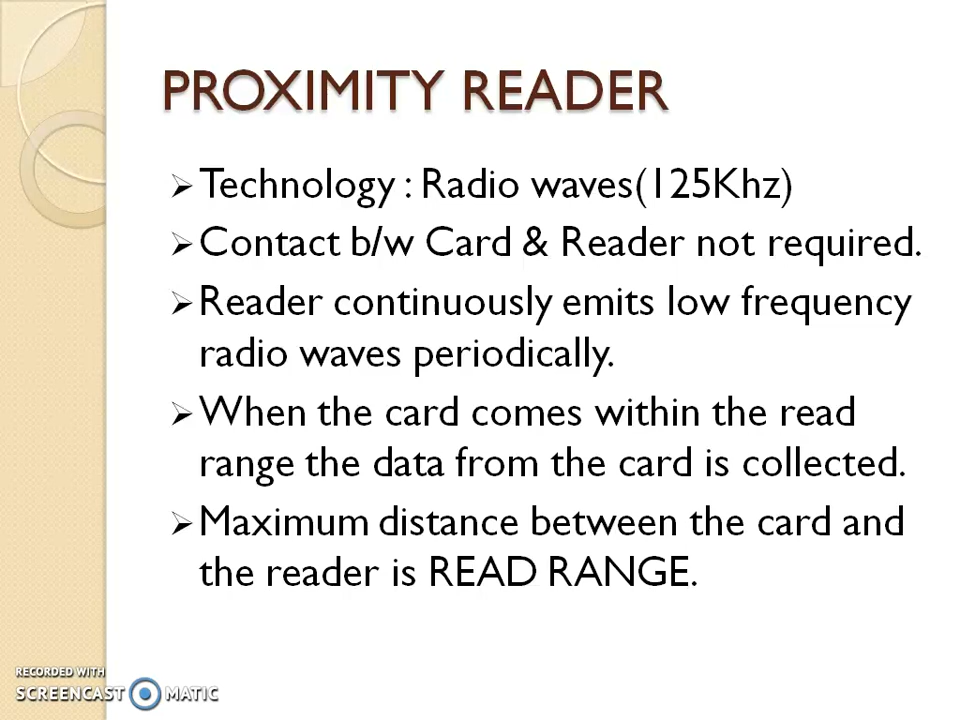 PROXIMITY READER
➢ Technology : Radio waves(125Khz)
➢ Contact b/w Card & Reader not required.
➢ Reader continuously emits low frequency
radio waves periodically.
➢ When the card comes within the read
range the data from the card is collected.
➢ Maximum distance between the card and
the reader is READ RANGE.
RECORDED WITH
SCREENCAST MATIC